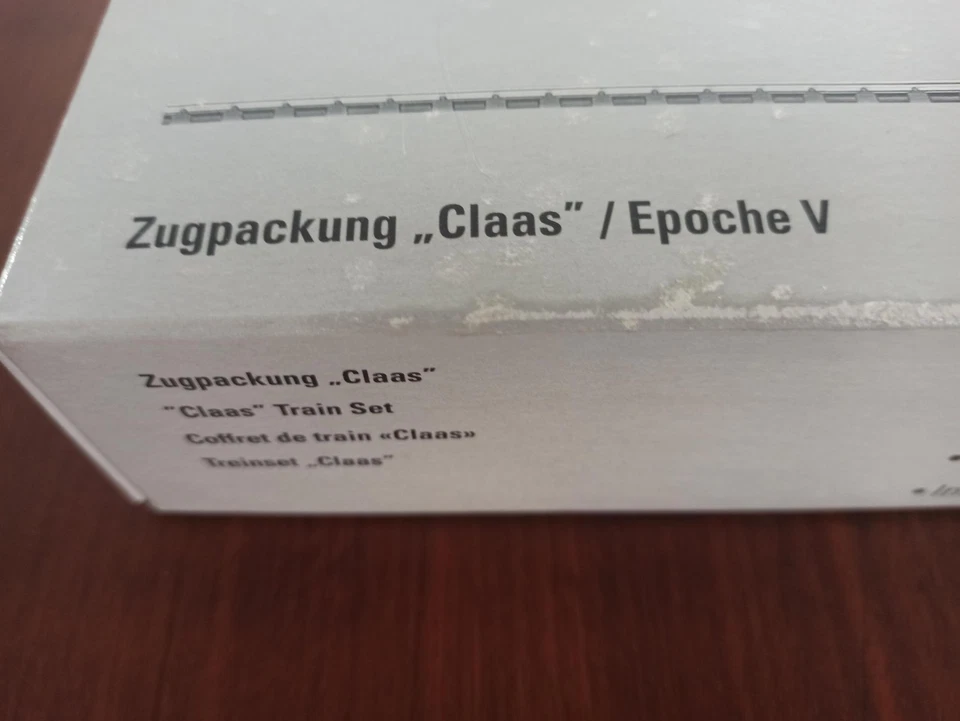 Zugpackung „Claas” / Epoche V
Zugpackung „Claas”
"Claas" Train Set
Coffret de train «Claas»
Treinset „Claas”